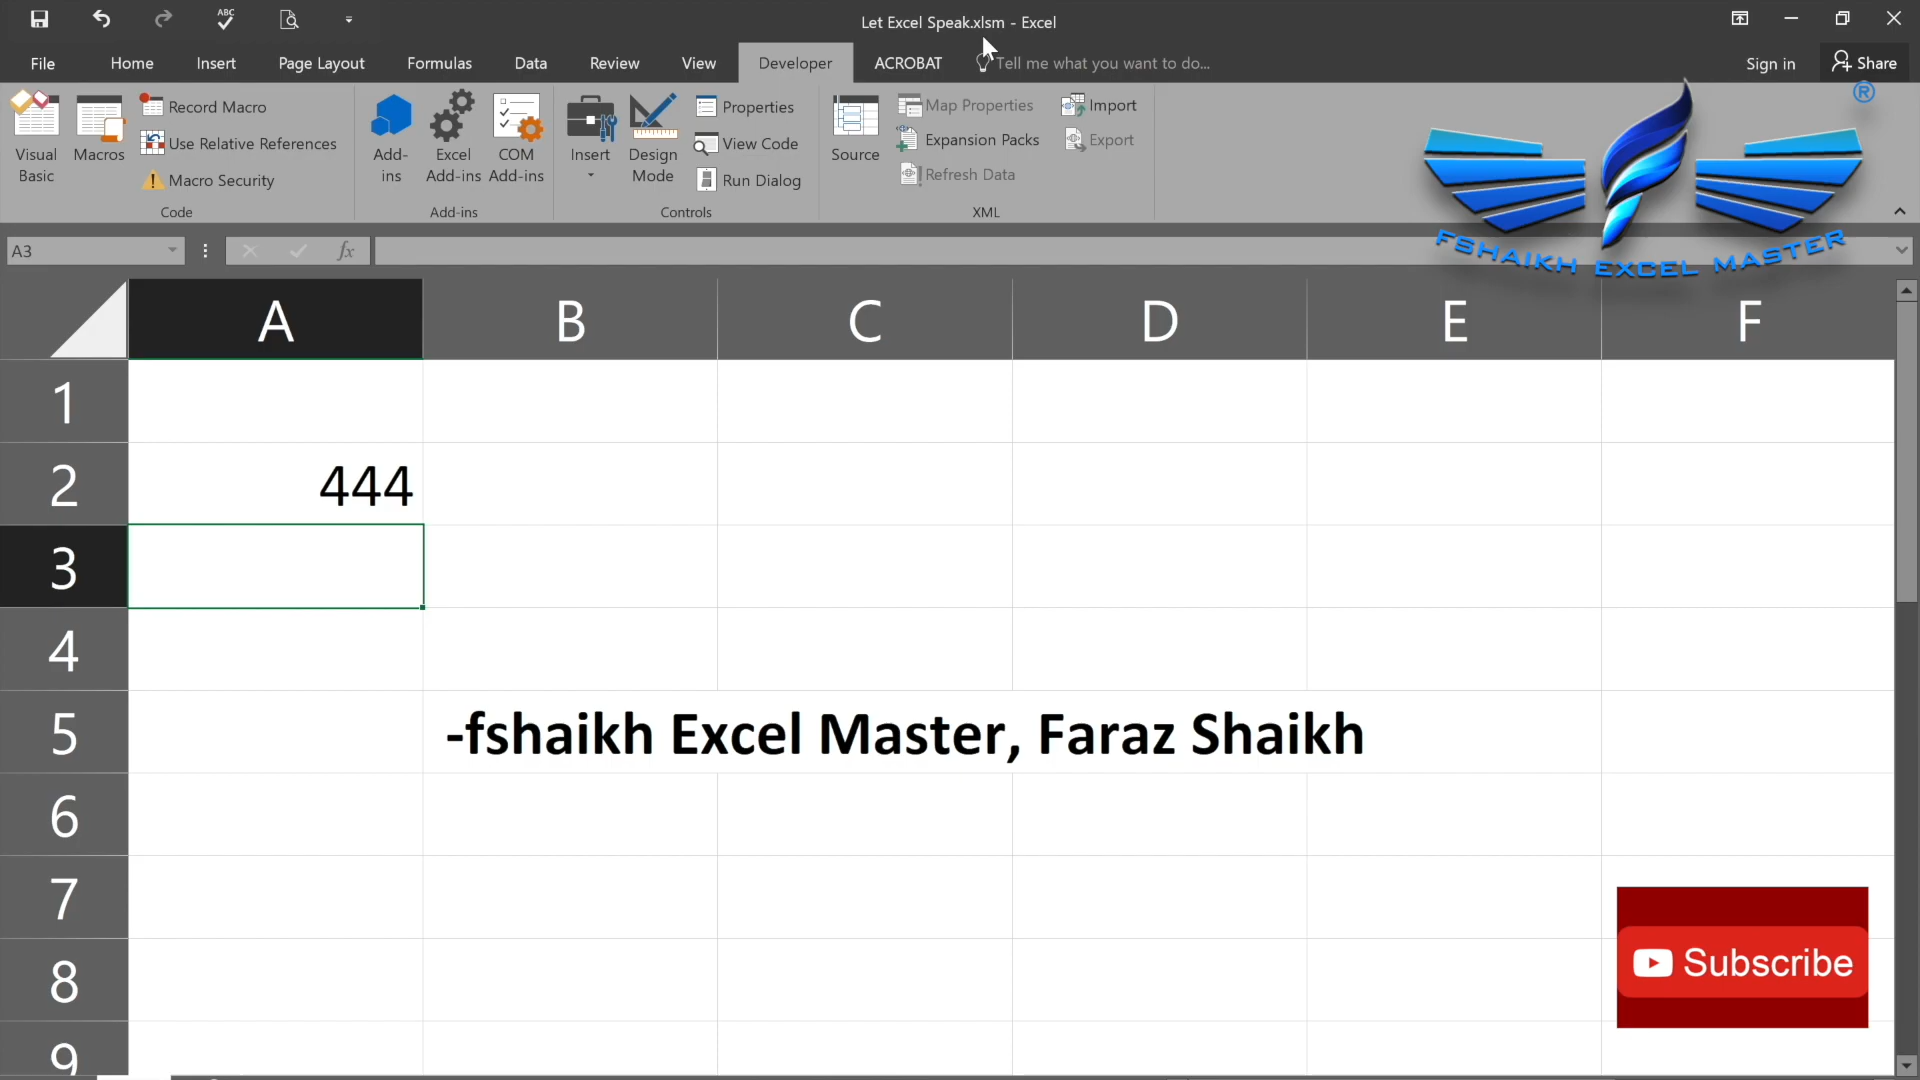 ABC
Let Excel Speak.xlsm - Excel
File Home Insert Page Layout Formulas Data Review View Developer ACROBAT Tell me what you want to do... Sign in Share
Visual Basic
Macros
Record Macro
Use Relative References
Macro Security
Code
Add-ins
Excel Add-ins
COM Add-ins
Add-ins
Insert
Design Mode
Properties
View Code
Run Dialog
Controls
Source
Map Properties
Expansion Packs
Refresh Data
Import
Export
XML
®
FSHAIKH EXCEL MASTER
A3 fx
A B C D E F
1
2 444
3
4
5 -fshaikh Excel Master, Faraz Shaikh
6
7
8
Subscribe
9